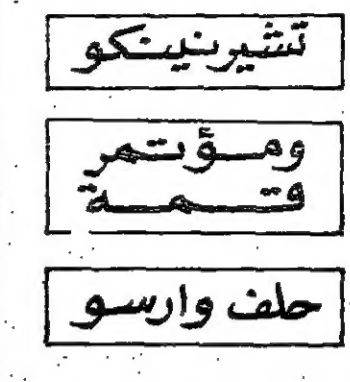 تشيرنينكو
ومؤتمر
قمة
حلف وارسو